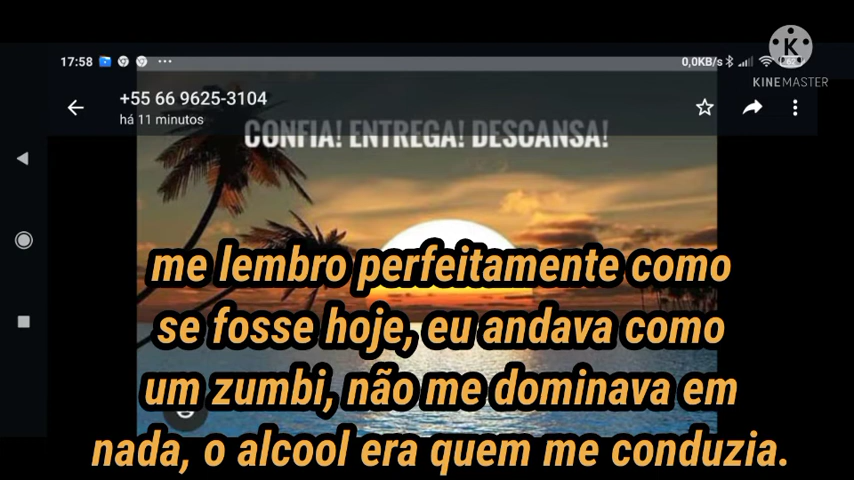 17:58
0,0KB/s
K
KINEMASTER
+55 66 9625-3104
há 11 minutos
CONFIA! ENTREGA! DESCANSA!
me lembro perfeitamente como
se fosse hoje, eu andava como
um zumbi, não me dominava em
nada, o alcool era quem me conduzia.